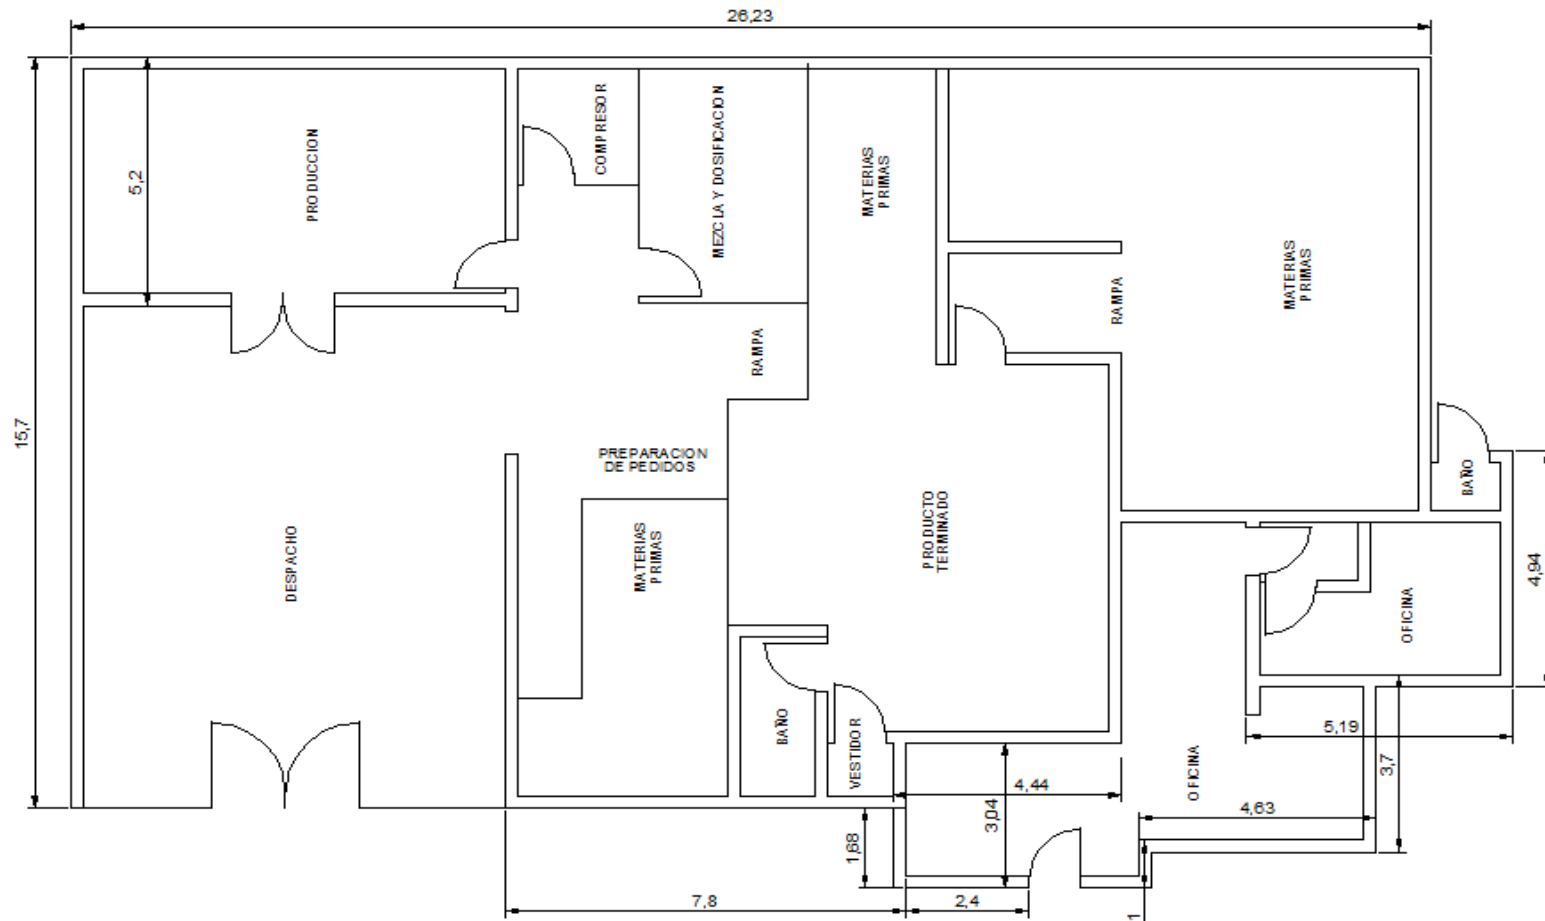 26,23
COMPRESOR
MEZCLA Y DOSIFICACION
PRODUCCION
5,2
MATERIAS
PRIMAS
MATERIAS
PRIMAS
RAMPA
RAMPA
15,7
PREPARACION
DE PEDIDOS
BAÑO
DESPACHO
MATERIAS
PRIMAS
PRODUCTO
TERMINADO
4,94
OFICINA
BAÑO
VESTIDOR
5,19
OFICINA
3,7
4,44
3,04
4,63
1,68
7,8
2,4
1